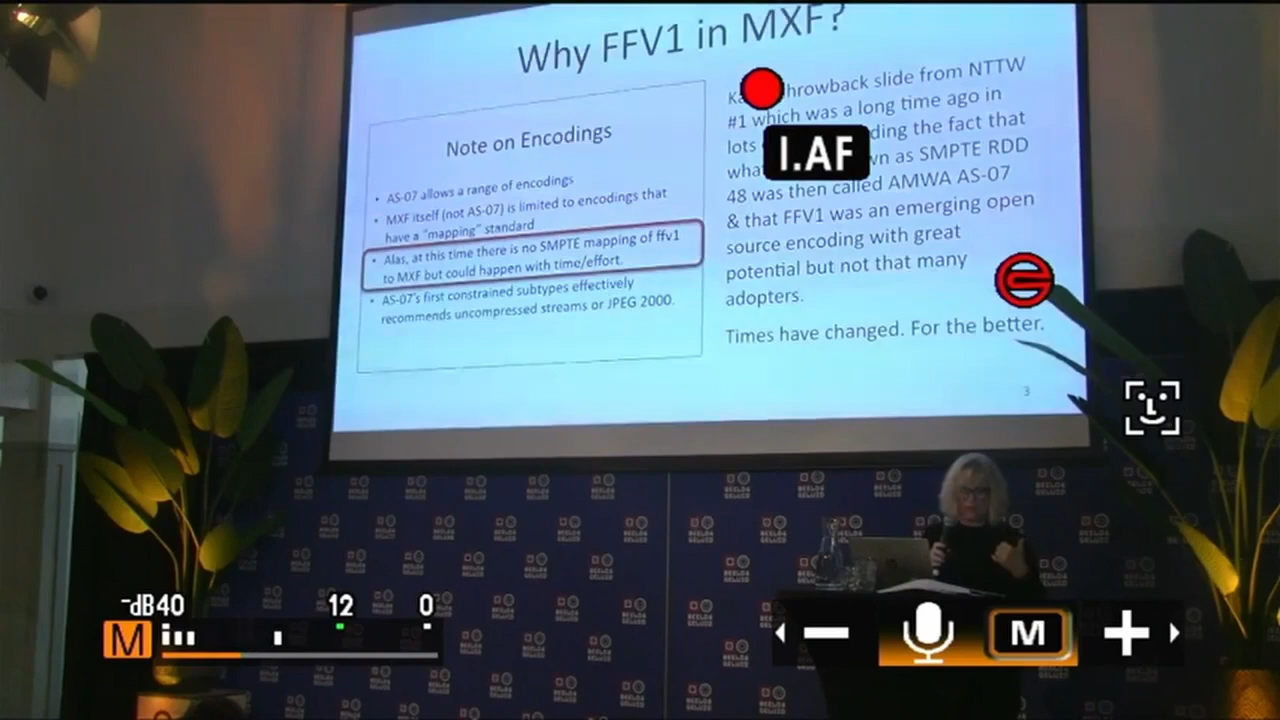 Why FFV1 in MXF?
Note on Encodings
• AS-07 allows a range of encodings
• MXF itself (not AS-07) is limited to encodings that
have a "mapping" standard
• Alas, at this time there is no SMPTE mapping of ffv1
to MXF but could happen with time/effort.
• AS-07's first constrained subtypes effectively
recommends uncompressed streams or JPEG 2000.
throwback slide from NTTW
#1 which was a long time ago in
lots ding the fact that
wn as SMPTE RDD
48 was then called AMWA AS-07
& that FFV1 was an emerging open
source encoding with great
potential but not that many
adopters.
Times have changed. For the better.
3
I.AF
BEELD&
GELUID
-dB40 12 0
M
M